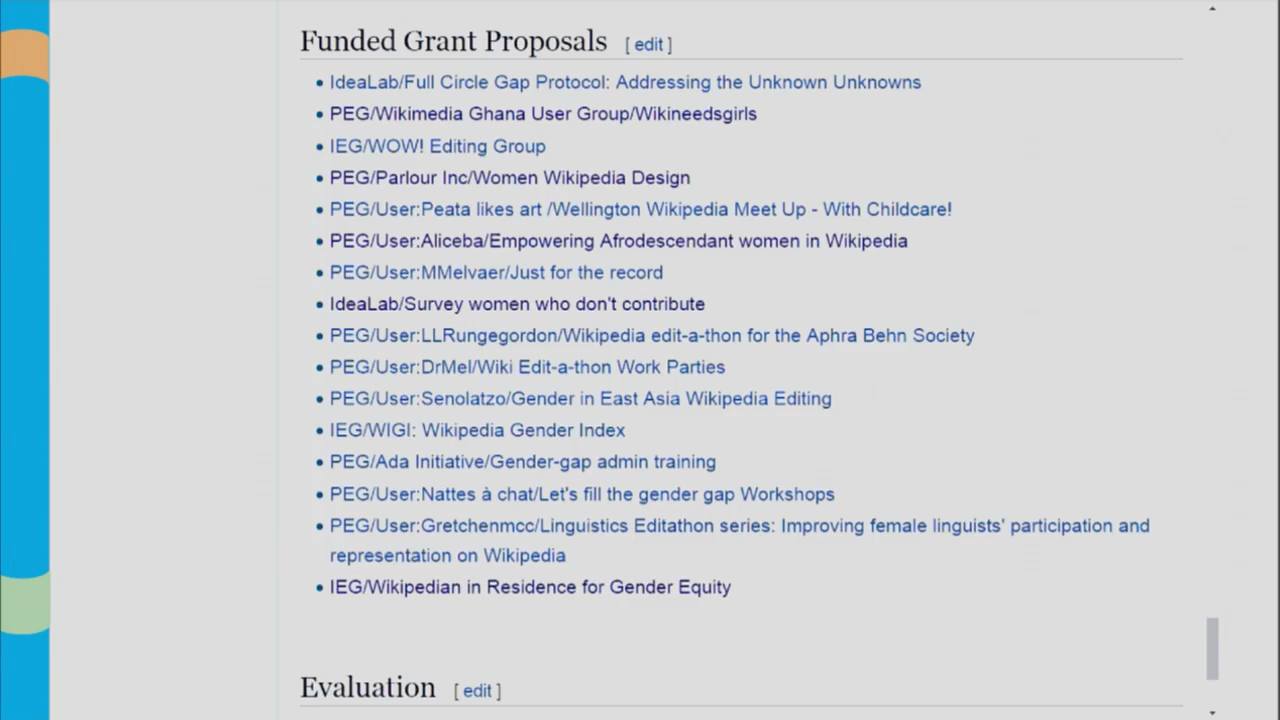 Funded Grant Proposals [ edit ]
IdeaLab/Full Circle Gap Protocol: Addressing the Unknown Unknowns
PEG/Wikimedia Ghana User Group/Wikineedsgirls
IEG/WOW! Editing Group
PEG/Parlour Inc/Women Wikipedia Design
PEG/User:Peata likes art /Wellington Wikipedia Meet Up - With Childcare!
PEG/User:Aliceba/Empowering Afrodescendant women in Wikipedia
PEG/User:MMelvaer/Just for the record
IdeaLab/Survey women who don't contribute
PEG/User:LLRungegordon/Wikipedia edit-a-thon for the Aphra Behn Society
PEG/User:DrMel/Wiki Edit-a-thon Work Parties
PEG/User:Senolatzo/Gender in East Asia Wikipedia Editing
IEG/WIGI: Wikipedia Gender Index
PEG/Ada Initiative/Gender-gap admin training
PEG/User:Nattes à chat/Let's fill the gender gap Workshops
PEG/User:Gretchenmcc/Linguistics Editathon series: Improving female linguists' participation and
representation on Wikipedia
IEG/Wikipedian in Residence for Gender Equity
Evaluation [ edit ]